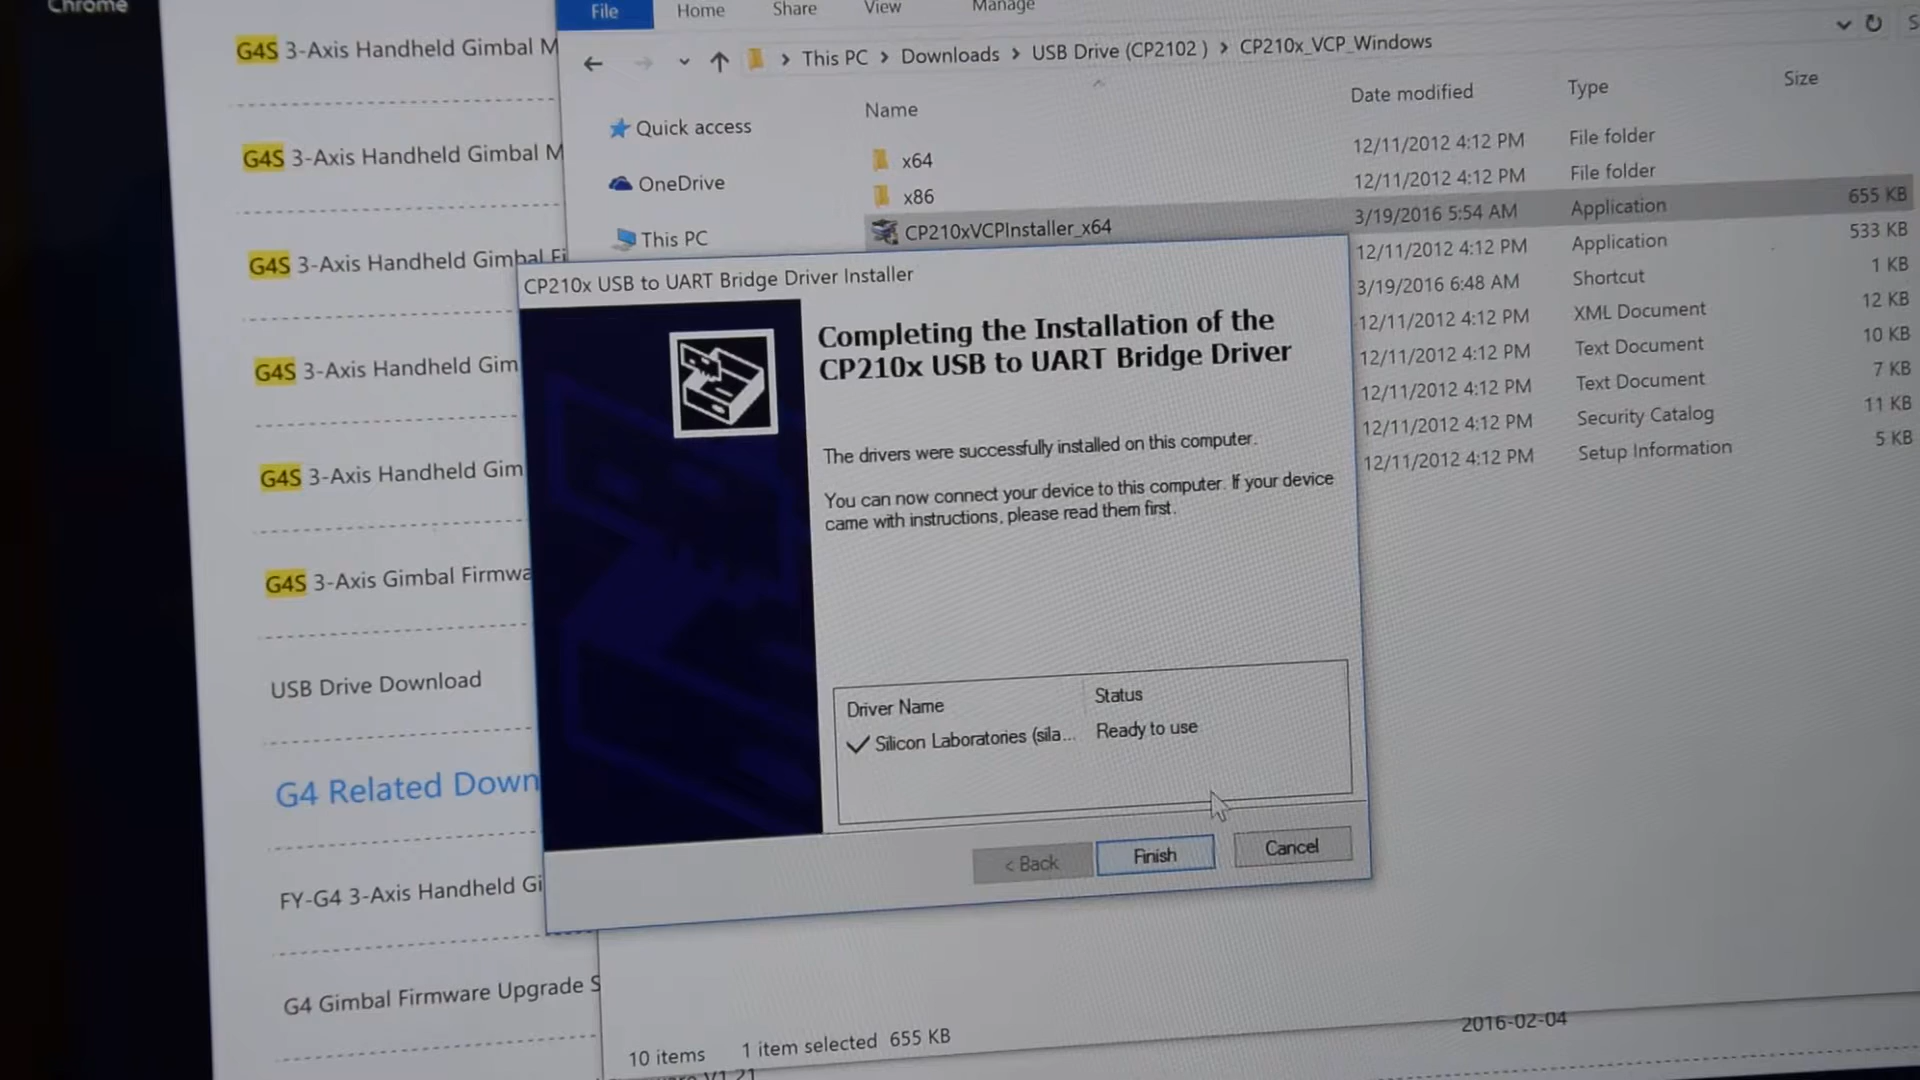 Chrome
G4S 3-Axis Handheld Gimbal M
G4S 3-Axis Handheld Gimbal M
G4S 3-Axis Handheld Gimbal Fi
G4S 3-Axis Handheld Gim
G4S 3-Axis Handheld Gim
G4S 3-Axis Gimbal Firmwa
USB Drive Download
G4 Related Down
FY-G4 3-Axis Handheld Gi
G4 Gimbal Firmware Upgrade S
V1.21
2016-02-04
File Home Share View Manage
This PC > Downloads > USB Drive (CP2102 ) > CP210x_VCP_Windows
Quick access
OneDrive
This PC
Name Date modified Type Size
x64 12/11/2012 4:12 PM File folder
x86 12/11/2012 4:12 PM File folder
CP210xVCPInstaller_x64 3/19/2016 5:54 AM Application 655 KB
12/11/2012 4:12 PM Application 533 KB
3/19/2016 6:48 AM Shortcut 1 KB
12/11/2012 4:12 PM XML Document 12 KB
12/11/2012 4:12 PM Text Document 10 KB
12/11/2012 4:12 PM Text Document 7 KB
12/11/2012 4:12 PM Security Catalog 11 KB
12/11/2012 4:12 PM Setup Information 5 KB
10 items 1 item selected 655 KB
CP210x USB to UART Bridge Driver Installer
Completing the Installation of the
CP210x USB to UART Bridge Driver
The drivers were successfully installed on this computer.
You can now connect your device to this computer. If your device
came with instructions, please read them first.
Driver Name Status
Silicon Laboratories (sila... Ready to use
< Back Finish Cancel